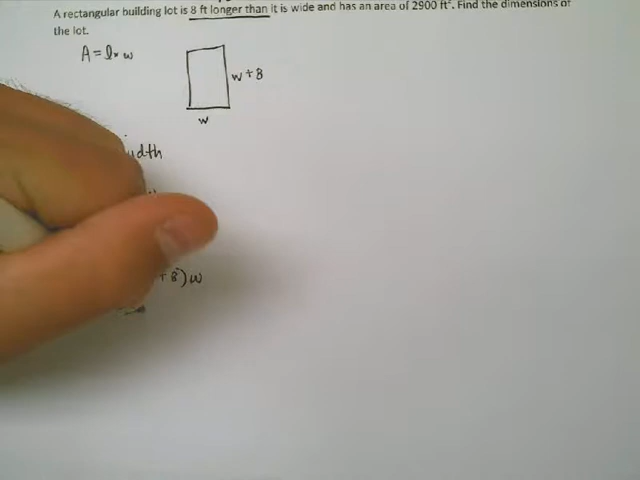 A rectangular building lot is 8 ft longer than it is wide and has an area of 2900 ft². Find the dimensions of
the lot.
A = l × w
w + 8
w
width
+ 8) w